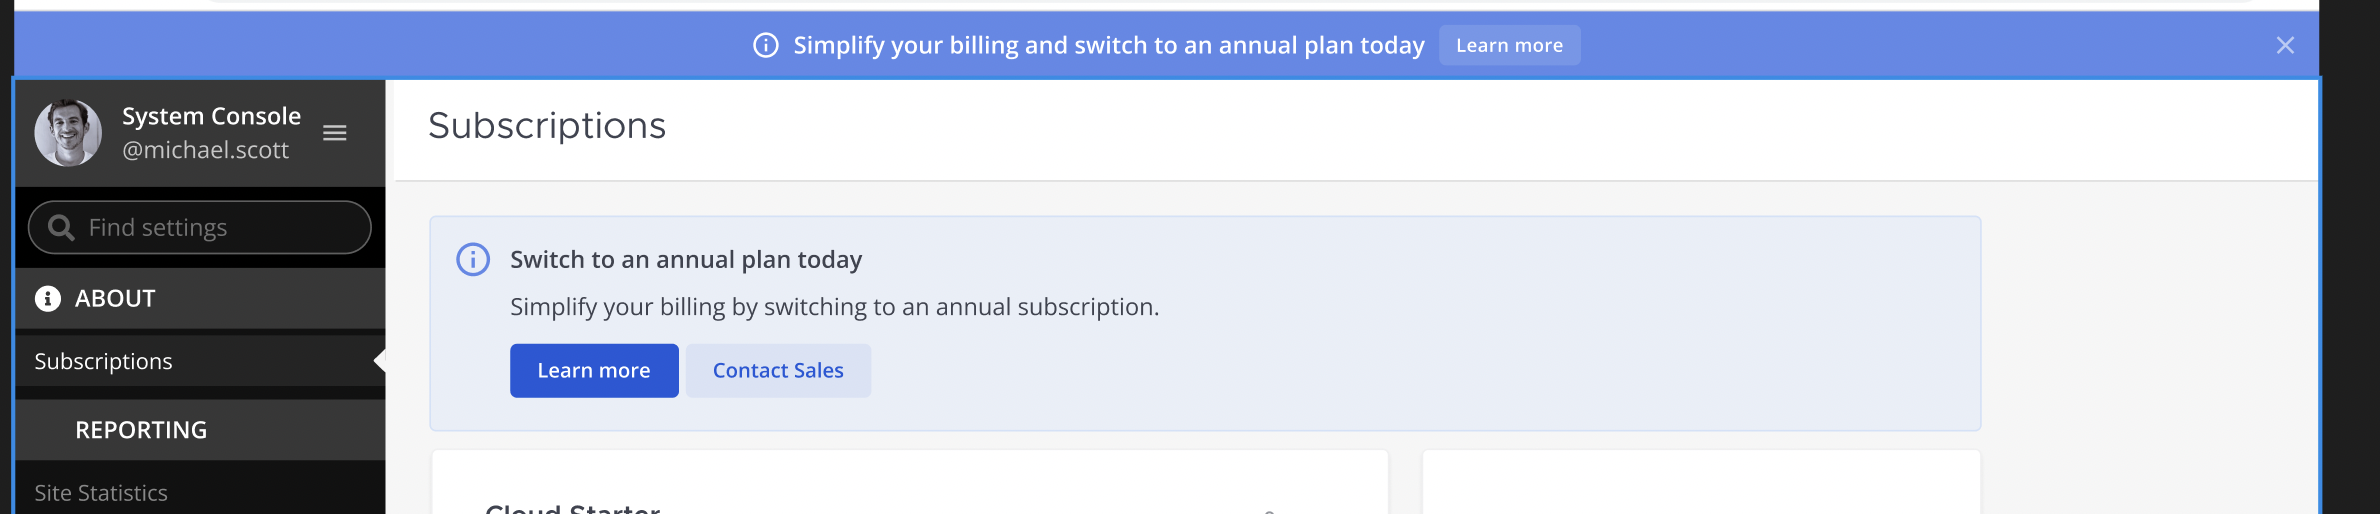 Simplify your billing and switch to an annual plan today Learn more
System Console
@michael.scott
Subscriptions
Find settings
ABOUT
Subscriptions
REPORTING
Site Statistics
Switch to an annual plan today
Simplify your billing by switching to an annual subscription.
Learn more Contact Sales
Cloud Starter